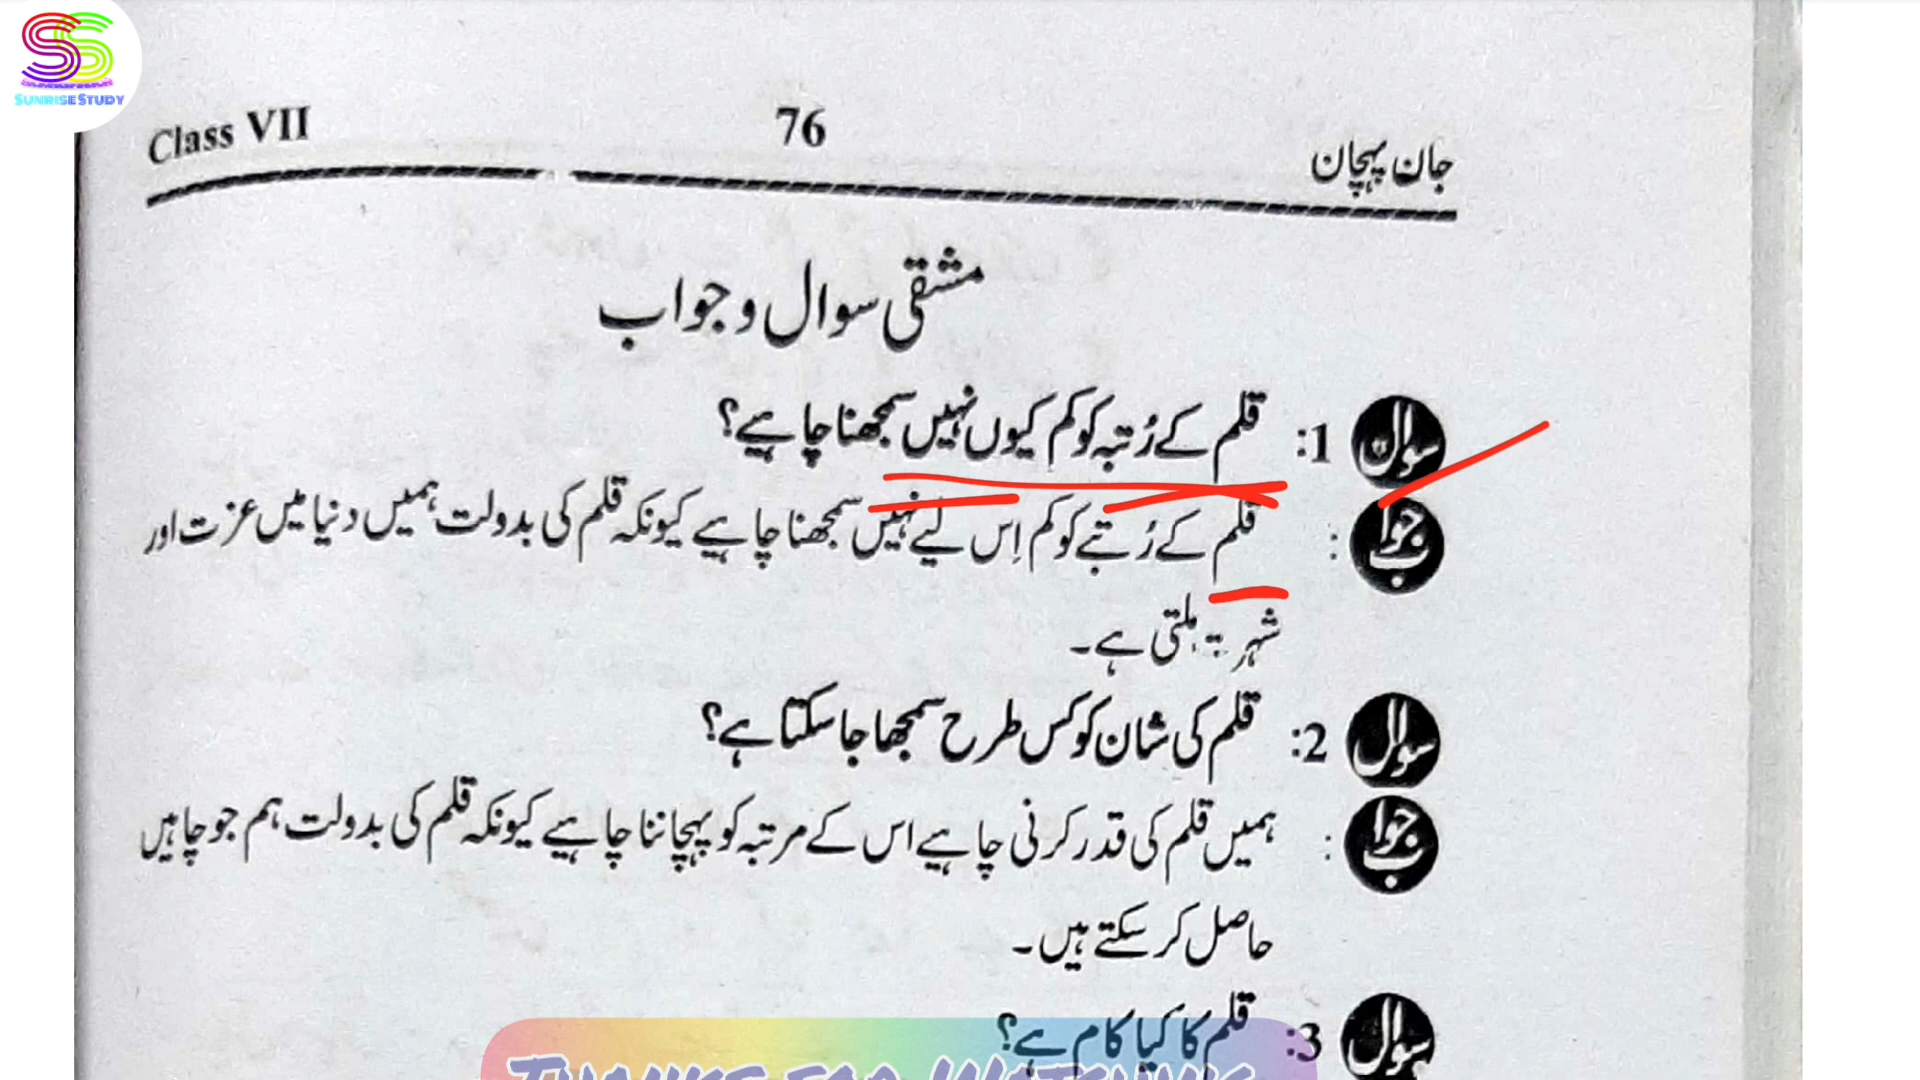 SS
SUNRISE STUDY
Class VII 76 جان پہچان
مشقی سوال و جواب
سوال 1: قلم کے رُتبہ کو کم کیوں نہیں سمجھنا چاہیے؟
جواب : قلم کے رُتبے کو کم اِس لیے نہیں سمجھنا چاہیے کیونکہ قلم کی بدولت ہمیں دنیا میں عزت اور
شہرت ملتی ہے۔
سوال 2: قلم کی شان کو کس طرح سمجھا جا سکتا ہے؟
جواب : ہمیں قلم کی قدر کرنی چاہیے اس کے مرتبہ کو پہچاننا چاہیے کیونکہ قلم کی بدولت ہم جو چاہیں
حاصل کر سکتے ہیں۔
سوال 3: قلم کا کیا کام ہے؟
THANKS FOR WATCHING